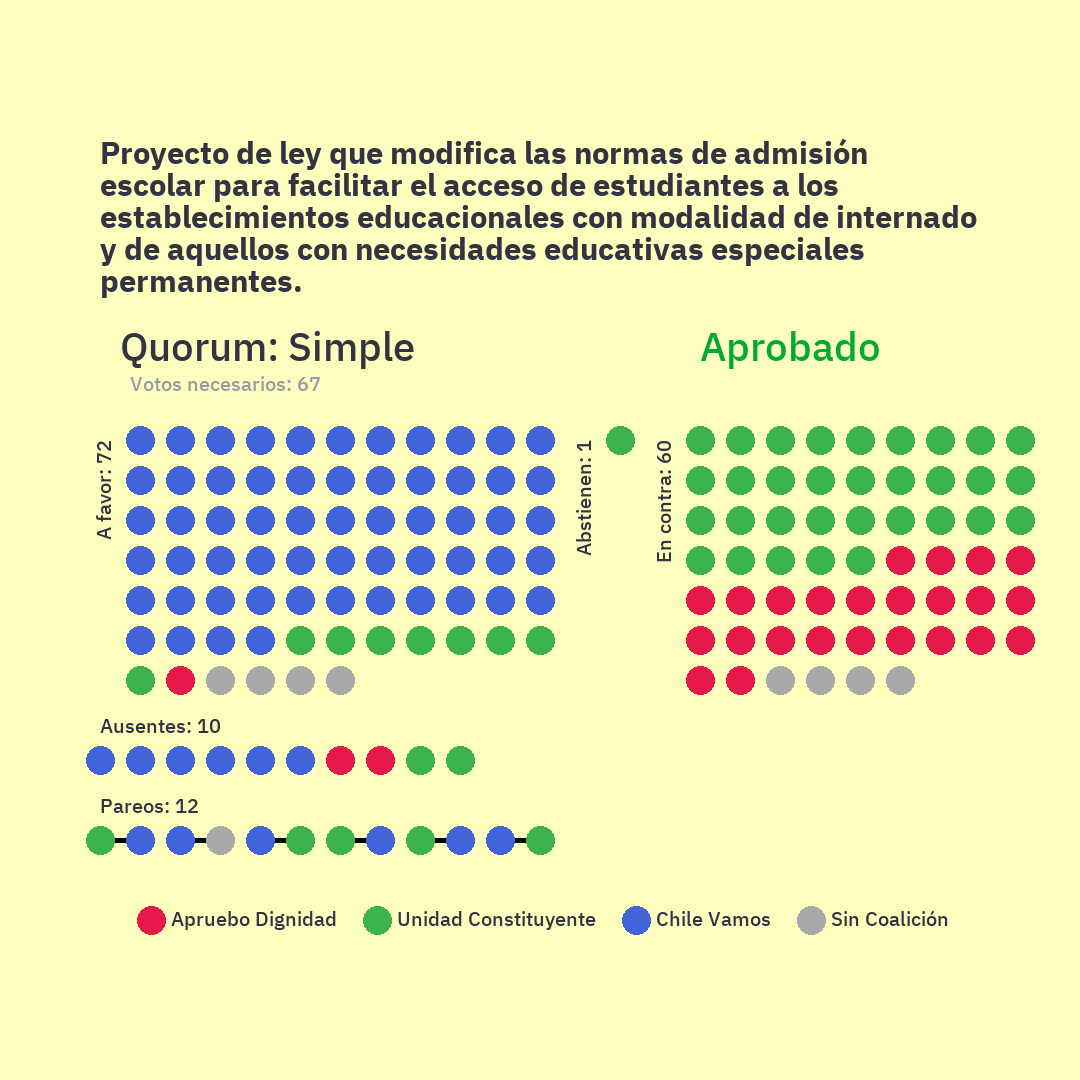 Proyecto de ley que modifica las normas de admisión
escolar para facilitar el acceso de estudiantes a los
establecimientos educacionales con modalidad de internado
y de aquellos con necesidades educativas especiales
permanentes.
Quorum: Simple
Aprobado
Votos necesarios: 67
A favor: 72
Abstienen: 1
En contra: 60
Ausentes: 10
Pareos: 12
Apruebo Dignidad
Unidad Constituyente
Chile Vamos
Sin Coalición